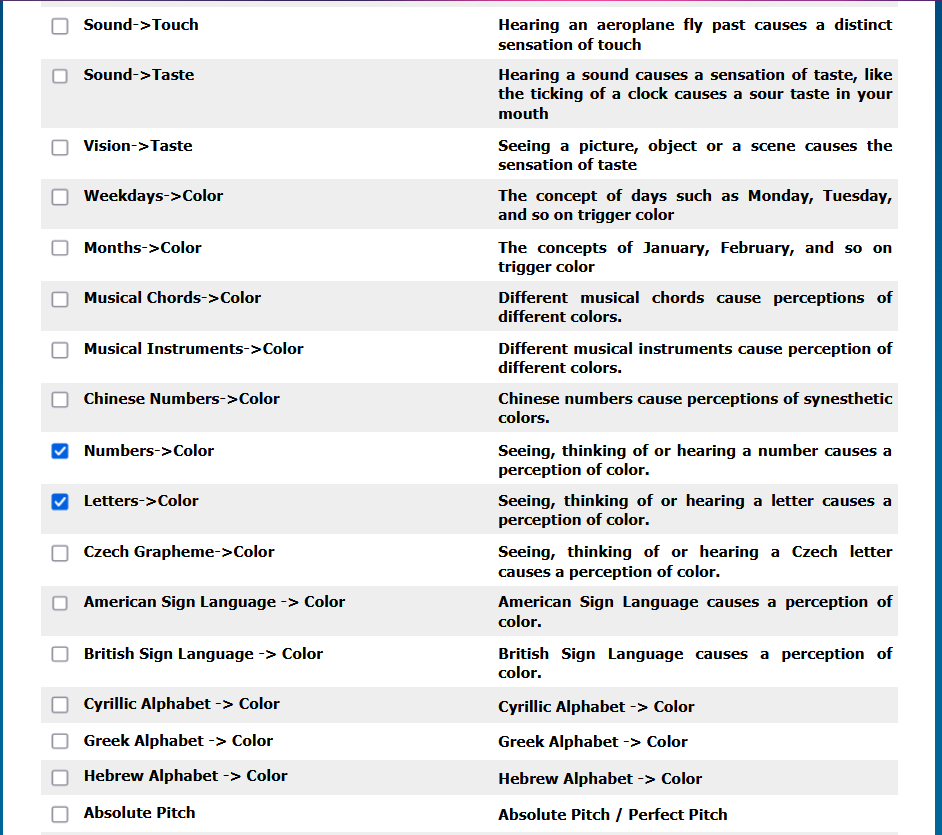 Sound->Touch
Hearing an aeroplane fly past causes a distinct
sensation of touch
Sound->Taste
Hearing a sound causes a sensation of taste, like
the ticking of a clock causes a sour taste in your
mouth
Vision->Taste
Seeing a picture, object or a scene causes the
sensation of taste
Weekdays->Color
The concept of days such as Monday, Tuesday,
and so on trigger color
Months->Color
The concepts of January, February, and so on
trigger color
Musical Chords->Color
Different musical chords cause perceptions of
different colors.
Musical Instruments->Color
Different musical instruments cause perception of
different colors.
Chinese Numbers->Color
Chinese numbers cause perceptions of synesthetic
colors.
Numbers->Color
Seeing, thinking of or hearing a number causes a
perception of color.
Letters->Color
Seeing, thinking of or hearing a letter causes a
perception of color.
Czech Grapheme->Color
Seeing, thinking of or hearing a Czech letter
causes a perception of color.
American Sign Language -> Color
American Sign Language causes a perception of
color.
British Sign Language -> Color
British Sign Language causes a perception of
color.
Cyrillic Alphabet -> Color
Cyrillic Alphabet -> Color
Greek Alphabet -> Color
Greek Alphabet -> Color
Hebrew Alphabet -> Color
Hebrew Alphabet -> Color
Absolute Pitch
Absolute Pitch / Perfect Pitch